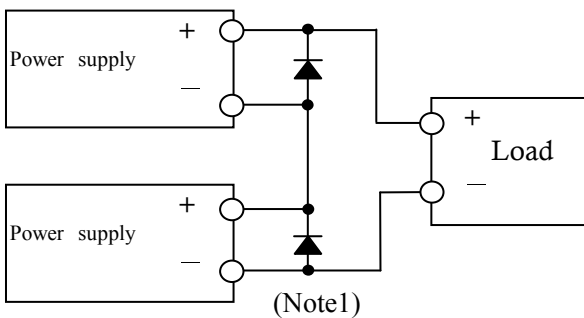 +
Power supply
—
+
Load
—
+
Power supply
—
(Note1)